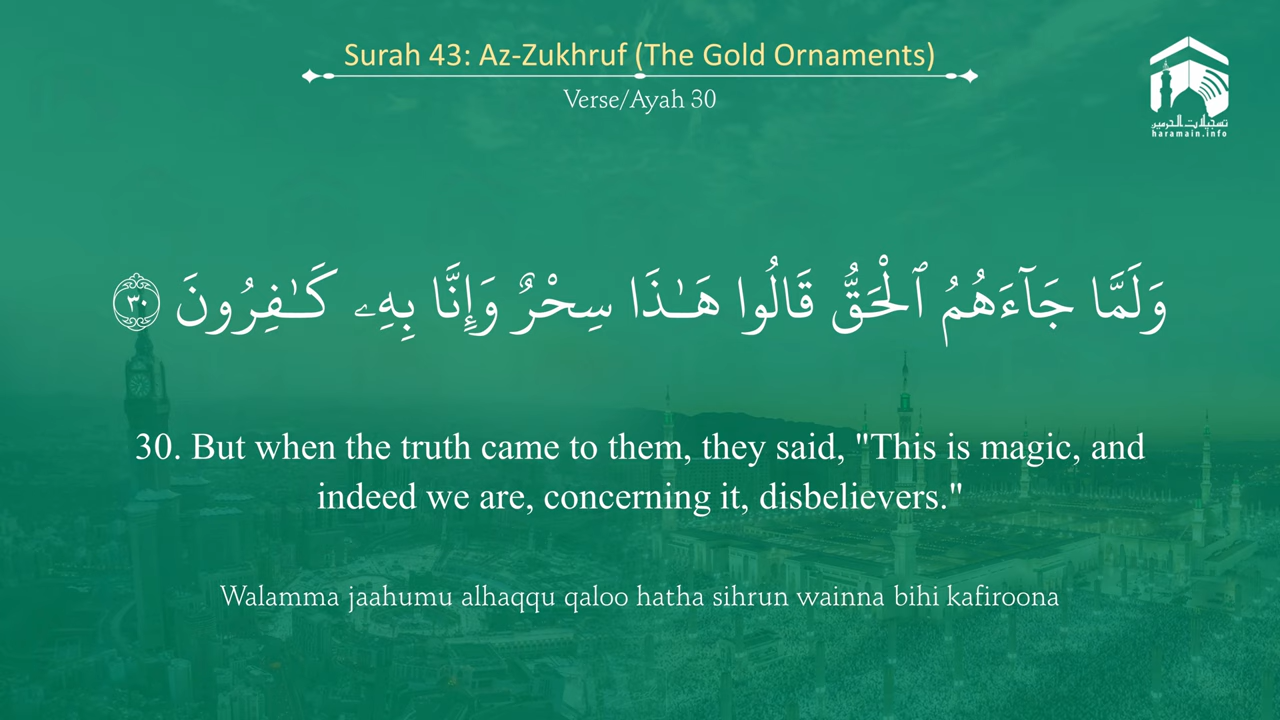 Surah 43: Az-Zukhruf (The Gold Ornaments)
Verse/Ayah 30
تسجيلات الحرمين
haramain.info
وَلَمَّا جَآءَهُمُ ٱلْحَقُّ قَالُوا هَـٰذَا سِحْرٌ وَإِنَّا بِهِۦ كَـٰفِرُونَ ٣٠
30. But when the truth came to them, they said, "This is magic, and
indeed we are, concerning it, disbelievers."
Walamma jaahumu alhaqqu qaloo hatha sihrun wainna bihi kafiroona